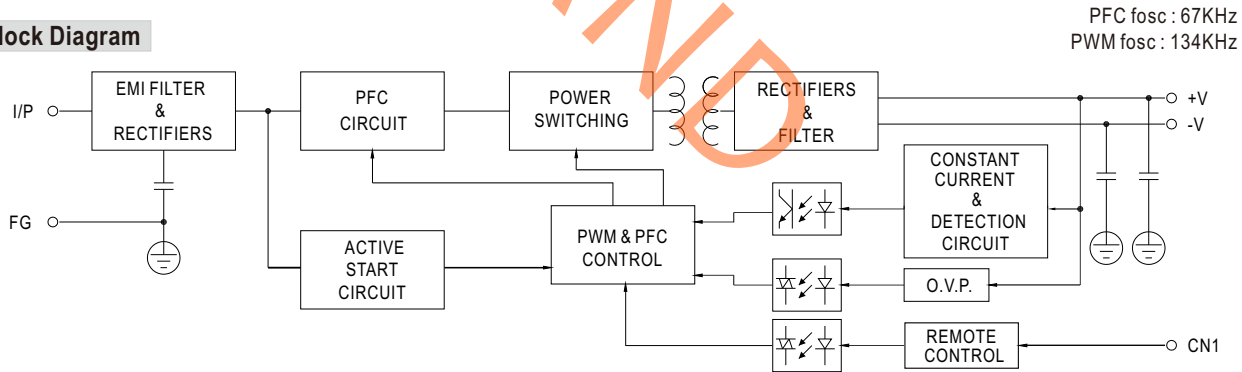 PFC fosc : 67KHz
PWM fosc : 134KHz
lock Diagram
I/P
EMI FILTER
&
RECTIFIERS
PFC
CIRCUIT
POWER
SWITCHING
RECTIFIERS
&
FILTER
+V
-V
CONSTANT
CURRENT
&
DETECTION
CIRCUIT
FG
ACTIVE
START
CIRCUIT
PWM & PFC
CONTROL
O.V.P.
REMOTE
CONTROL
CN1
AND